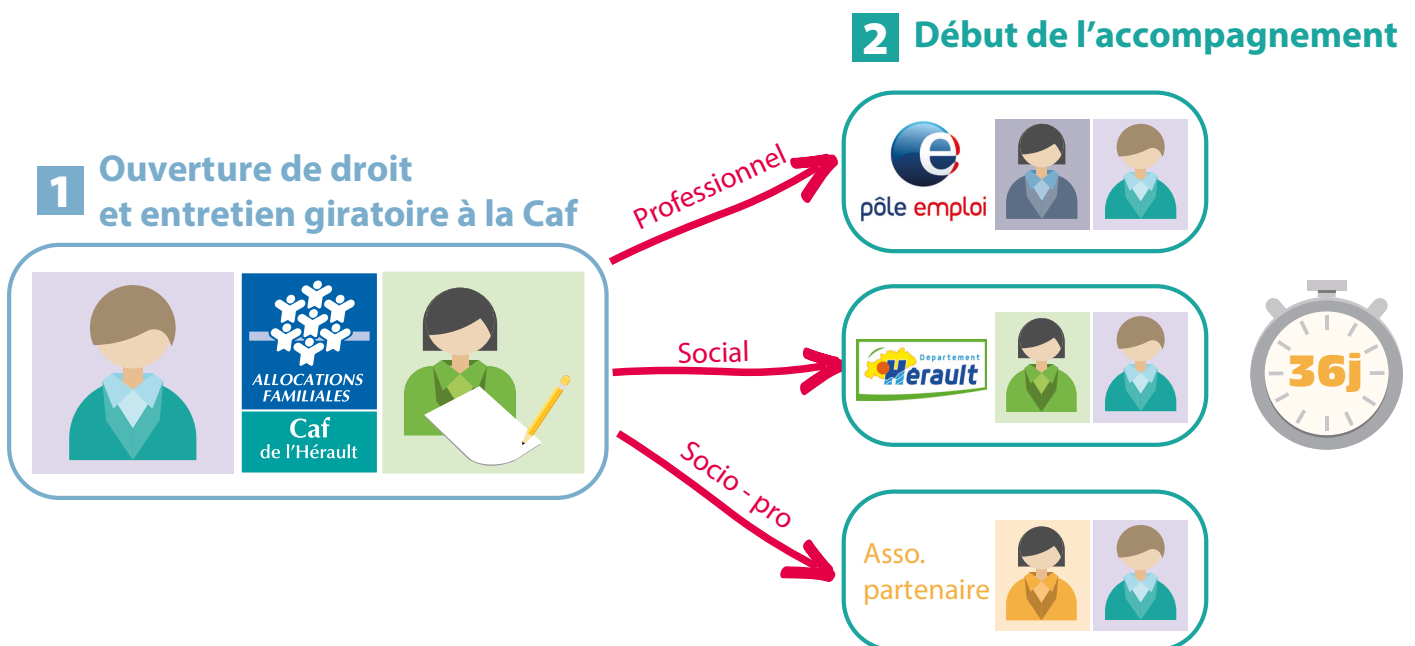 1 Ouverture de droit
et entretien giratoire à la Caf
ALLOCATIONS
FAMILIALES
Caf
de l'Hérault
Professionnel
Social
Socio - pro
2 Début de l'accompagnement
e
pôle emploi
Departement
Hérault
Asso.
partenaire
36j